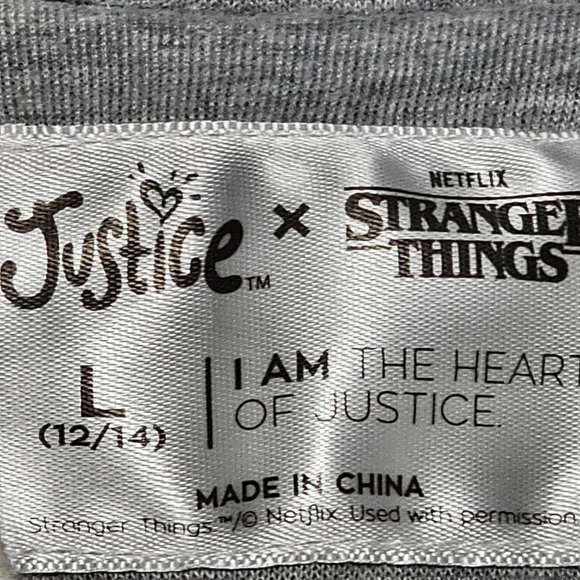 Justice™ × NETFLIX
STRANGER
THINGS
L
(12/14)
I AM THE HEART
OF JUSTICE.
MADE IN CHINA
Stranger Things™/© Netflix. Used with permission